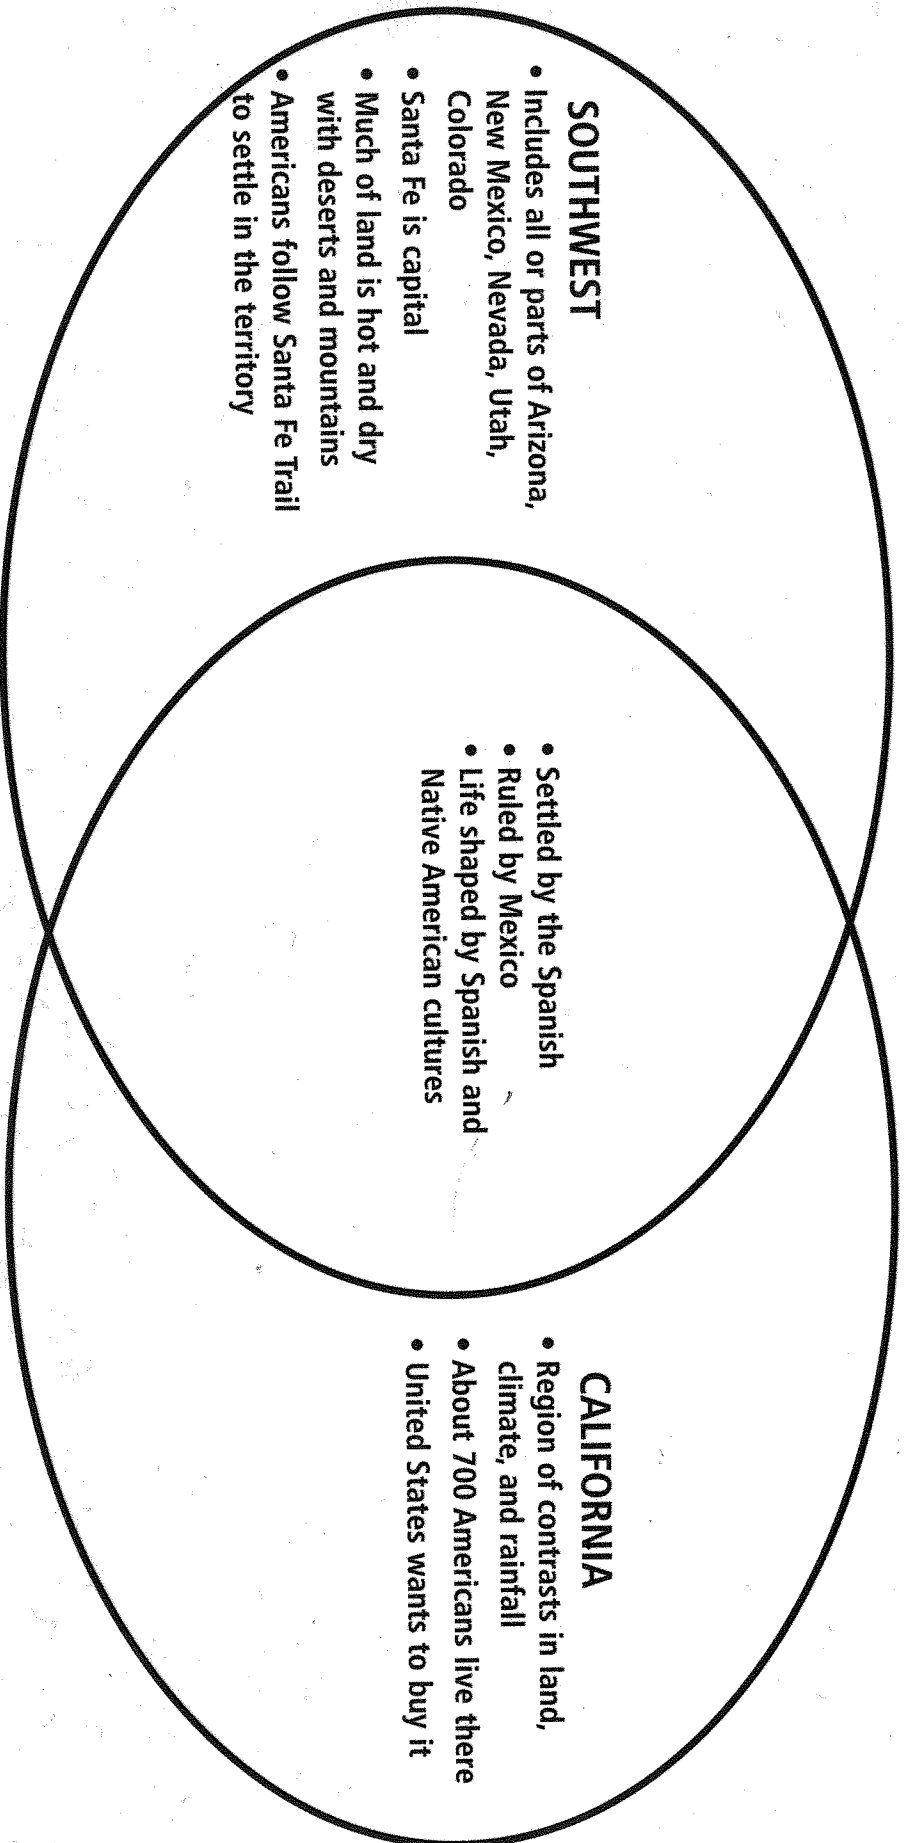 SOUTHWEST
• Includes all or parts of Arizona,
New Mexico, Nevada, Utah,
Colorado
• Santa Fe is capital
• Much of land is hot and dry
with deserts and mountains
• Americans follow Santa Fe Trail
to settle in the territory
• Settled by the Spanish
• Ruled by Mexico
• Life shaped by Spanish and
Native American cultures
CALIFORNIA
• Region of contrasts in land,
climate, and rainfall
• About 700 Americans live there
• United States wants to buy it